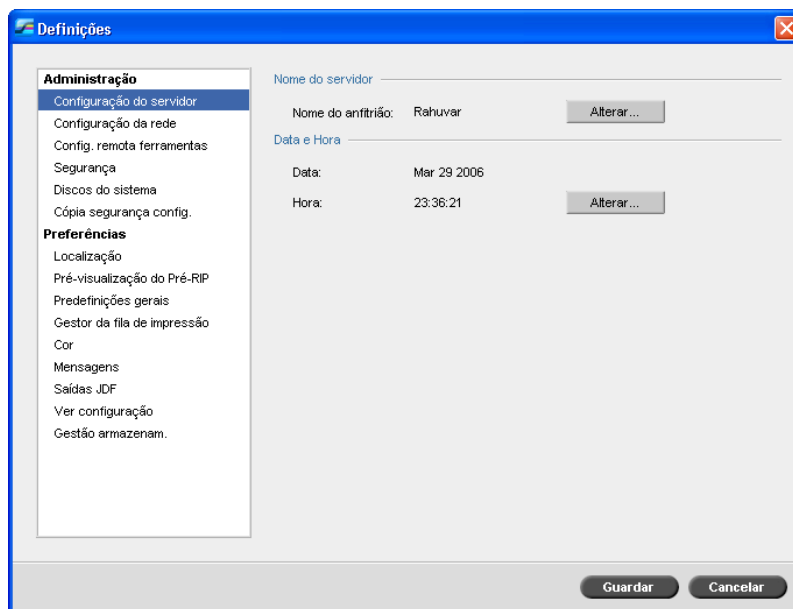 Definições
Administração
Configuração do servidor
Configuração da rede
Config. remota ferramentas
Segurança
Discos do sistema
Cópia segurança config.
Preferências
Localização
Pré-visualização do Pré-RIP
Predefinições gerais
Gestor da fila de impressão
Cor
Mensagens
Saídas JDF
Ver configuração
Gestão armazenam.
Nome do servidor
Nome do anfitrião: Rahuvar Alterar...
Data e Hora
Data: Mar 29 2006
Hora: 23:36:21 Alterar...
Guardar Cancelar